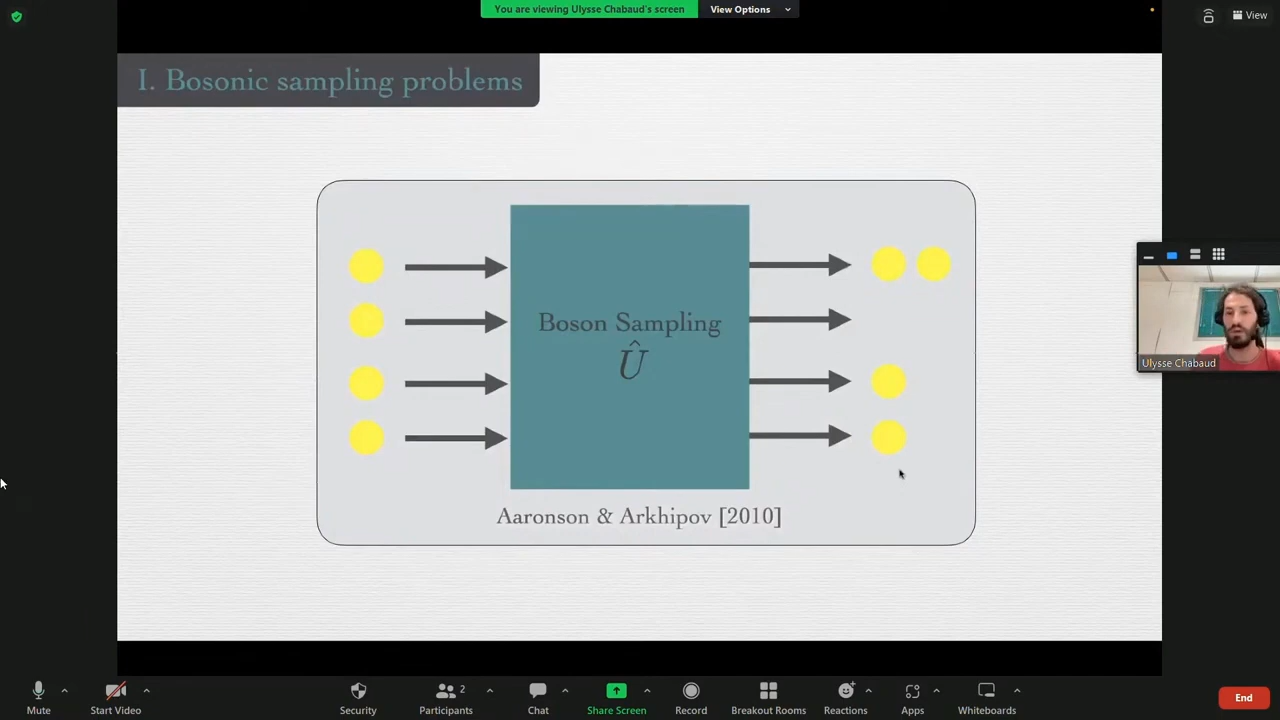 You are viewing Ulysse Chabaud's screen
View Options
View
I. Bosonic sampling problems
Boson Sampling
Û
Aaronson & Arkhipov [2010]
Ulysse Chabaud
Mute
Start Video
Security
2
Participants
Chat
Share Screen
Record
Breakout Rooms
Reactions
Apps
Whiteboards
End